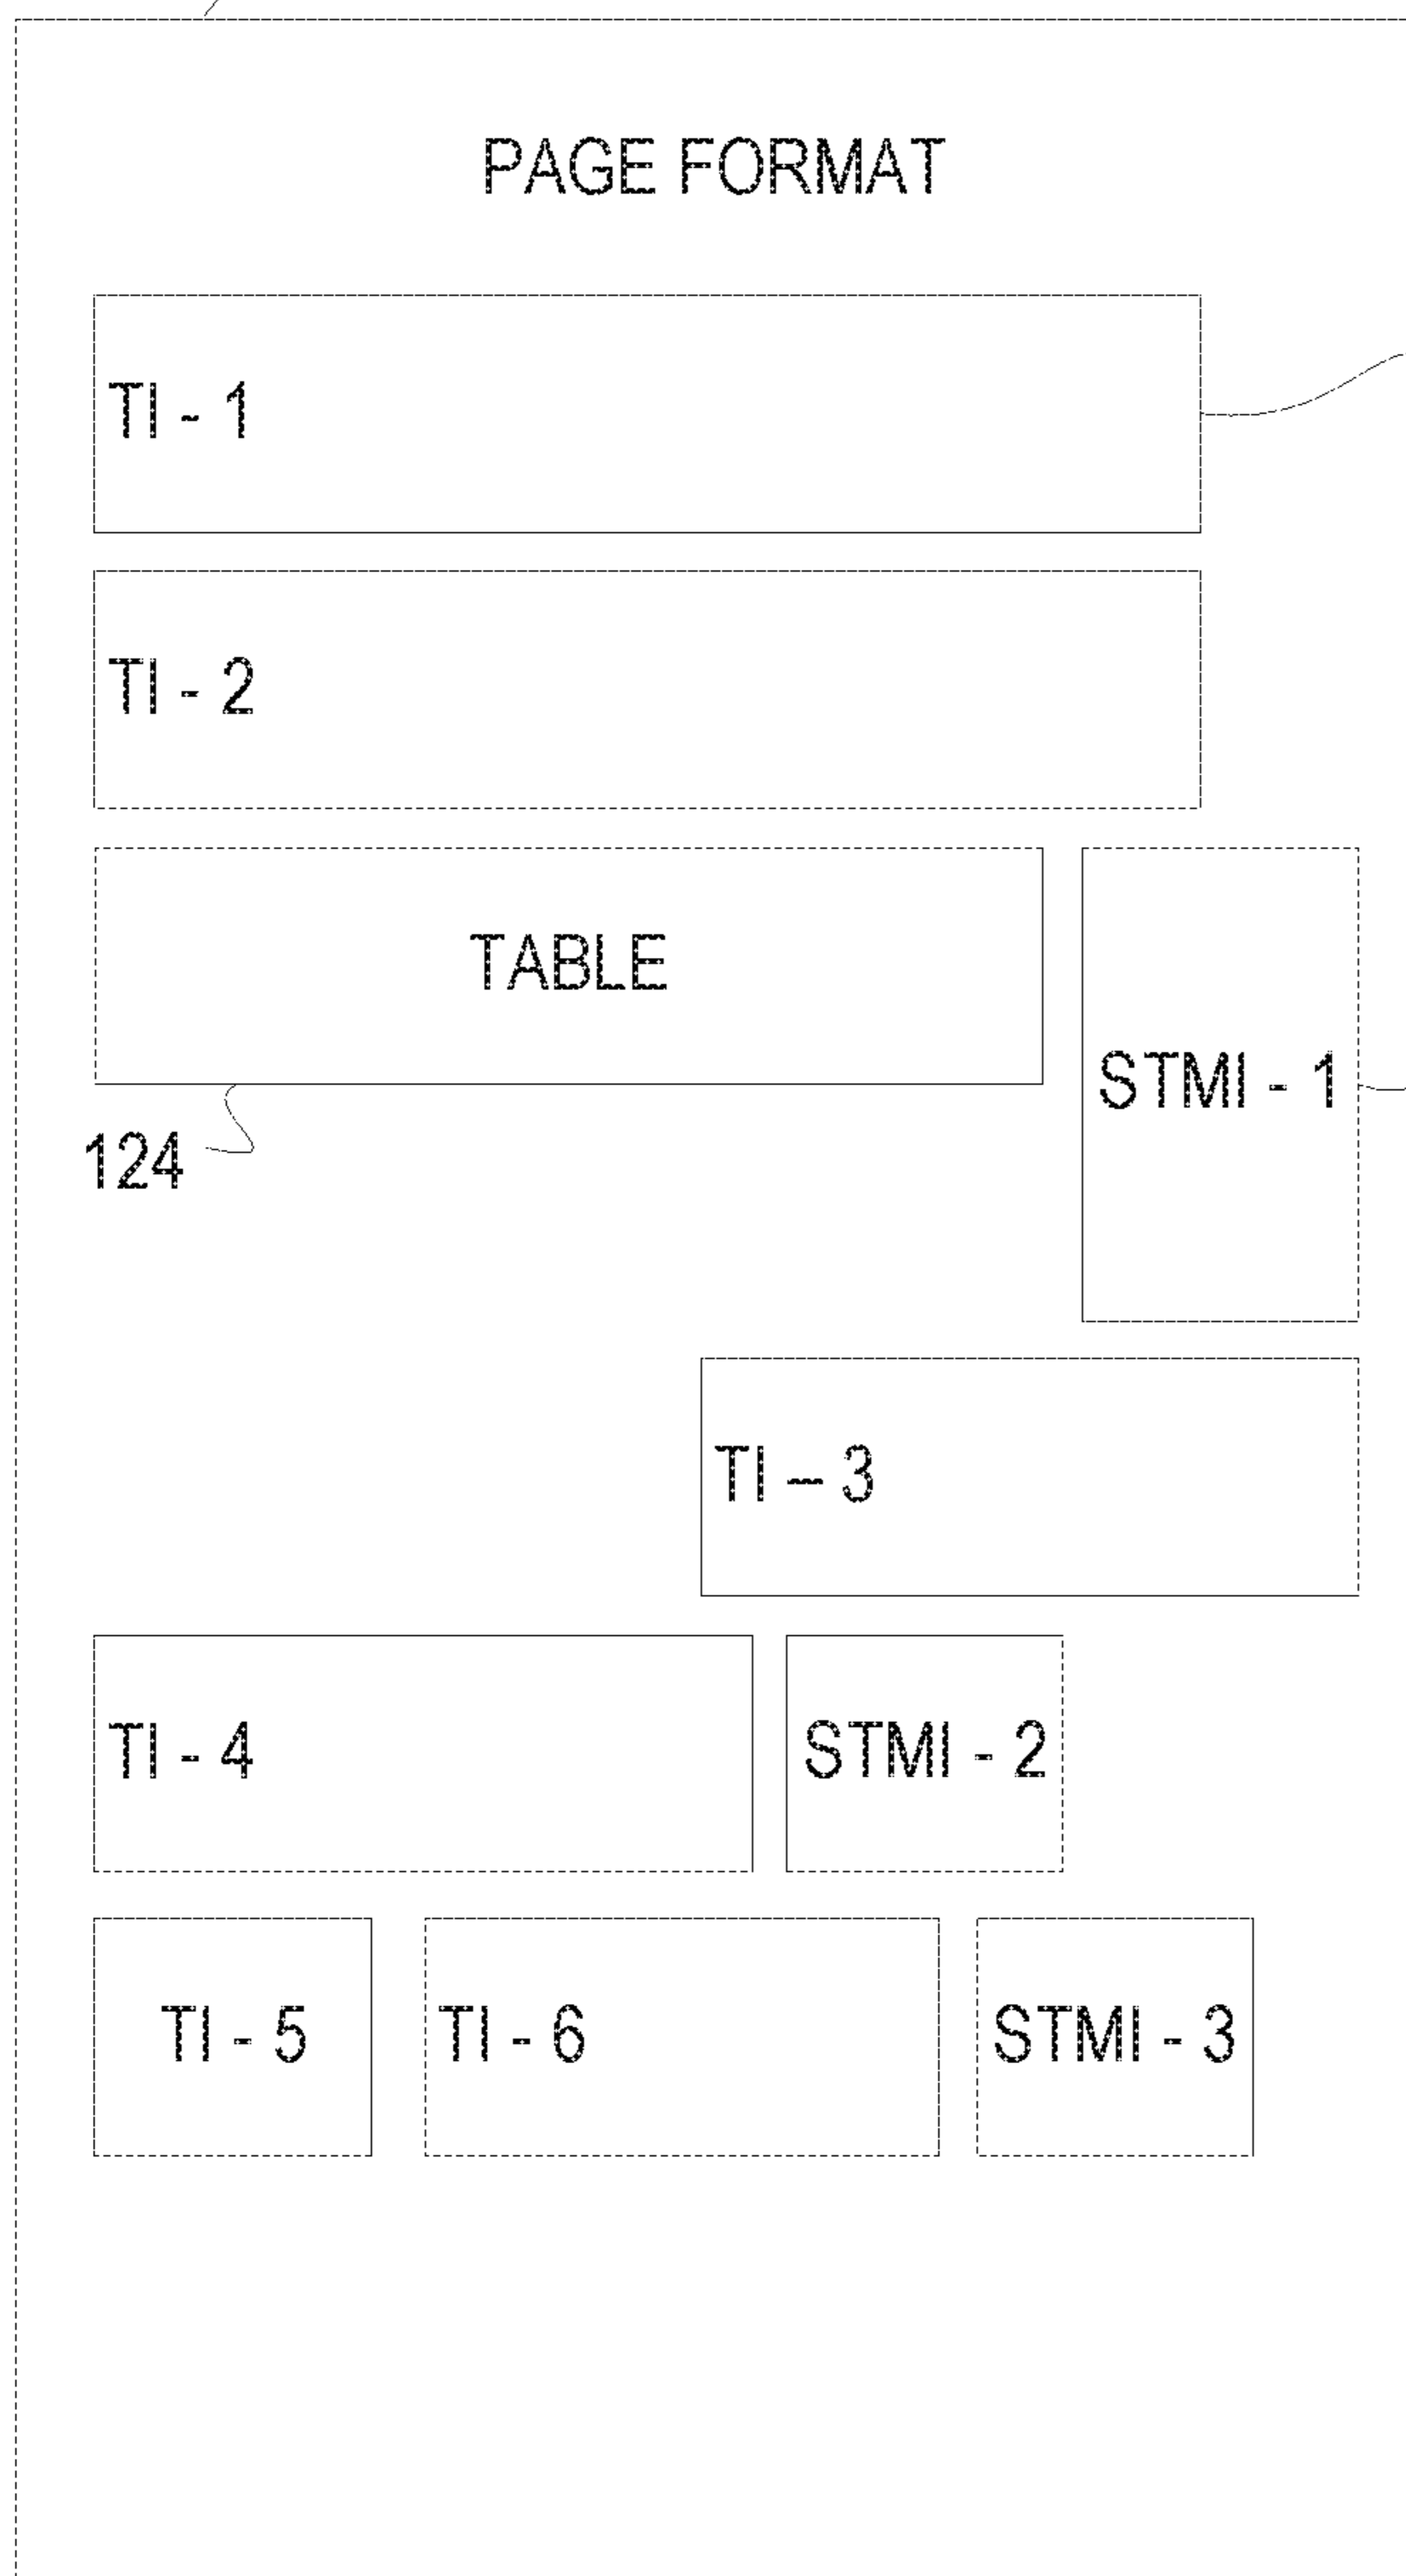 PAGE FORMAT
TI - 1
TI - 2
TABLE
STMI - 1
124
TI – 3
TI - 4
STMI - 2
TI - 5
TI - 6
STMI - 3